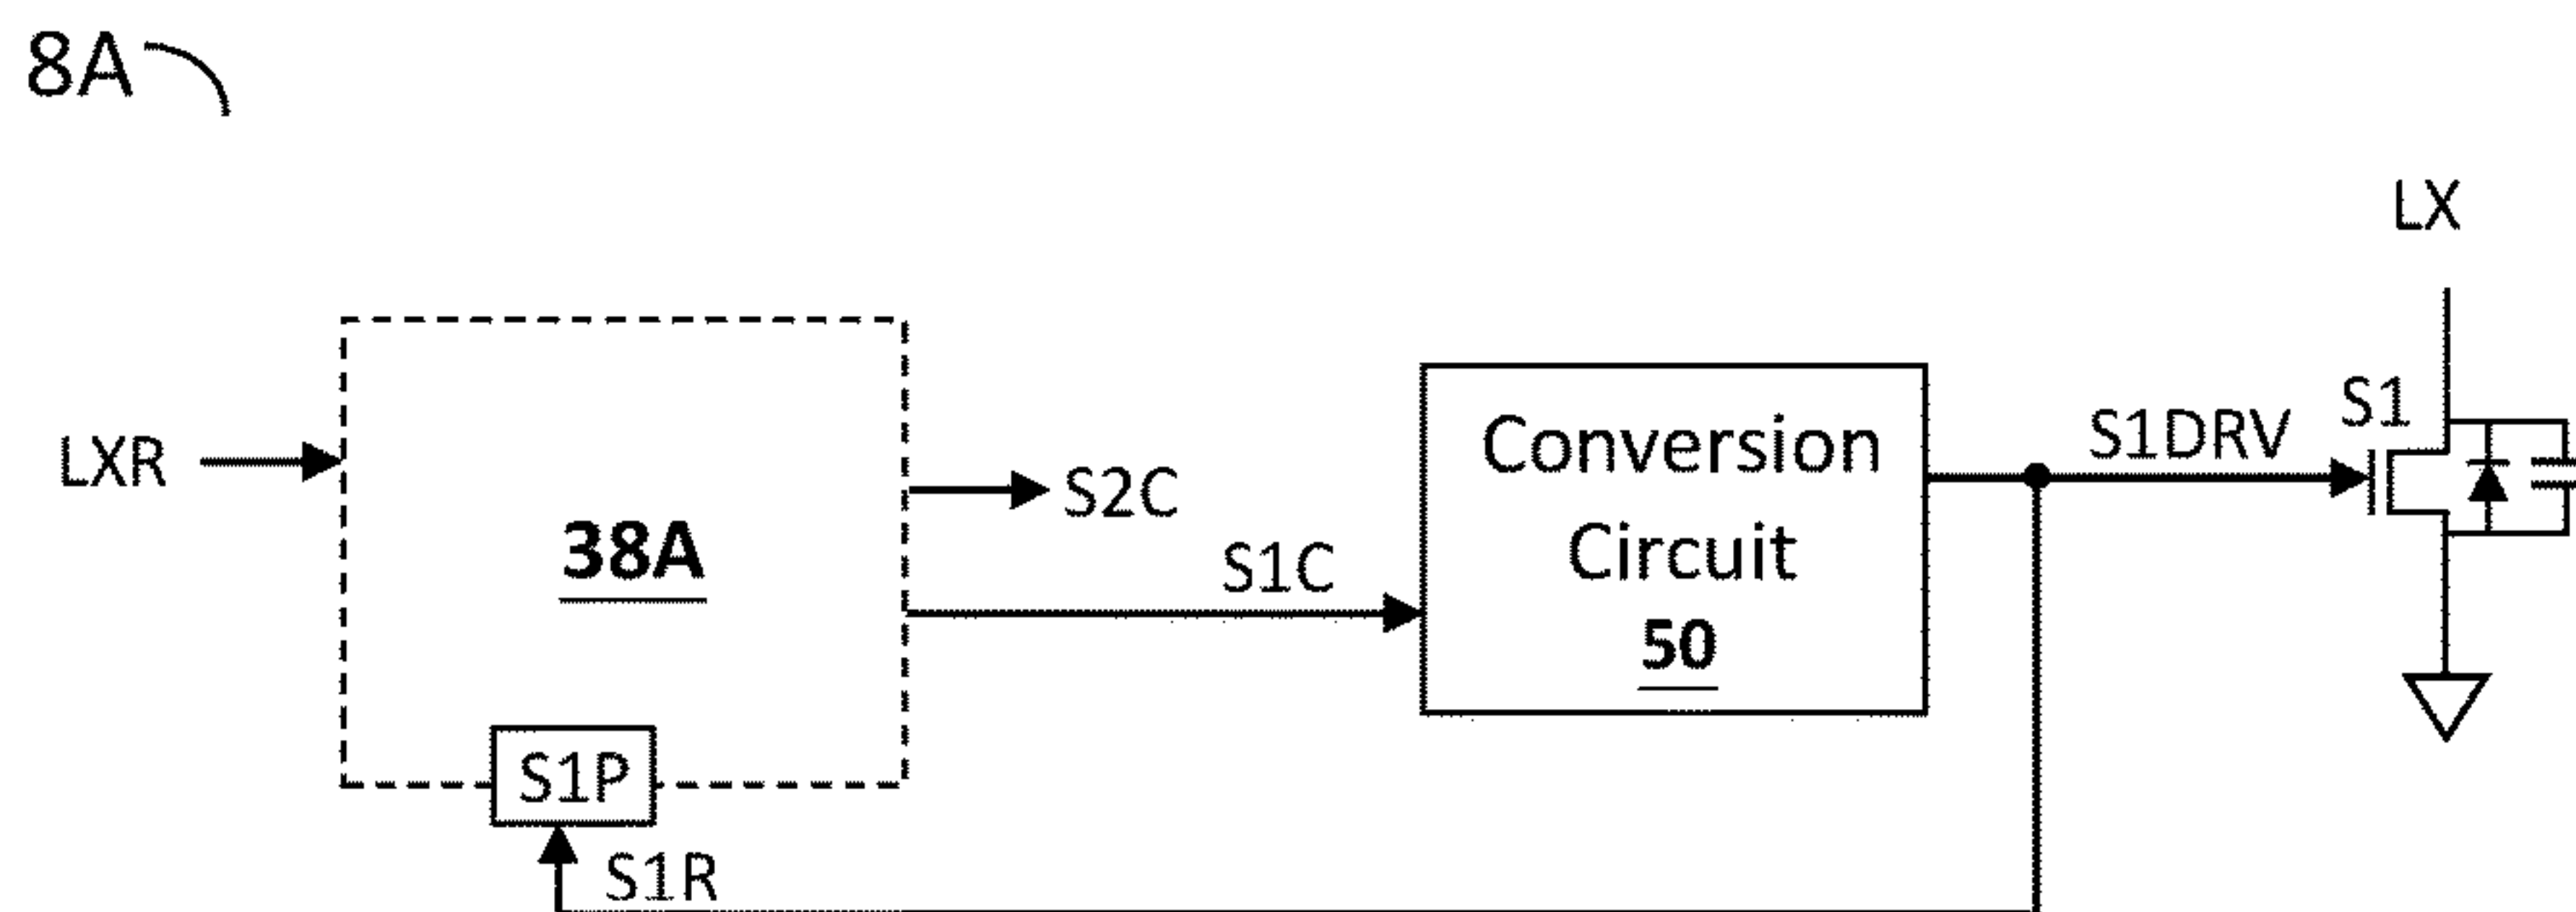 8A
LX
S1
S1DRV
Conversion
Circuit
50
LXR
S2C
38A
S1C
S1P
S1R